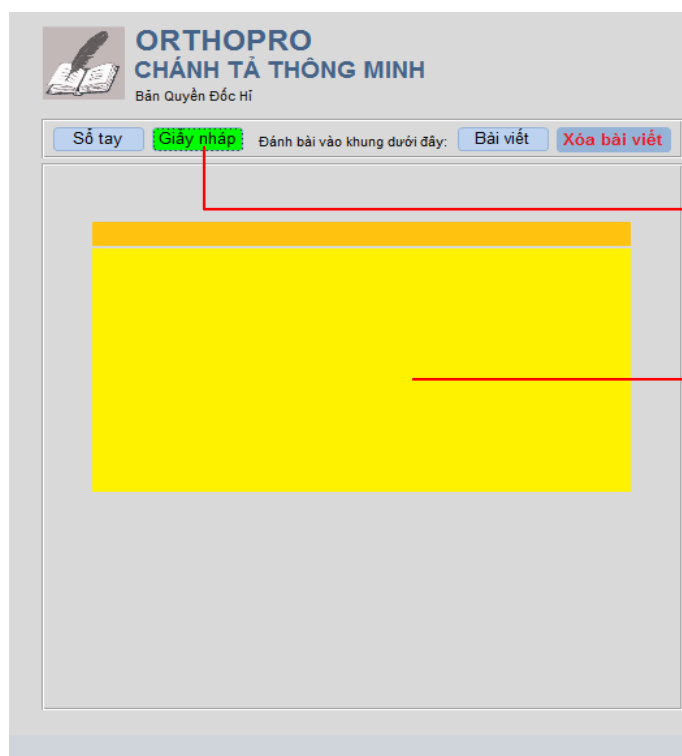 ORTHOPRO
CHÁNH TẢ THÔNG MINH
Bản Quyền Đốc Hí
Sổ tay Giấy nháp Đánh bài vào khung dưới đây: Bài viết Xóa bài viết